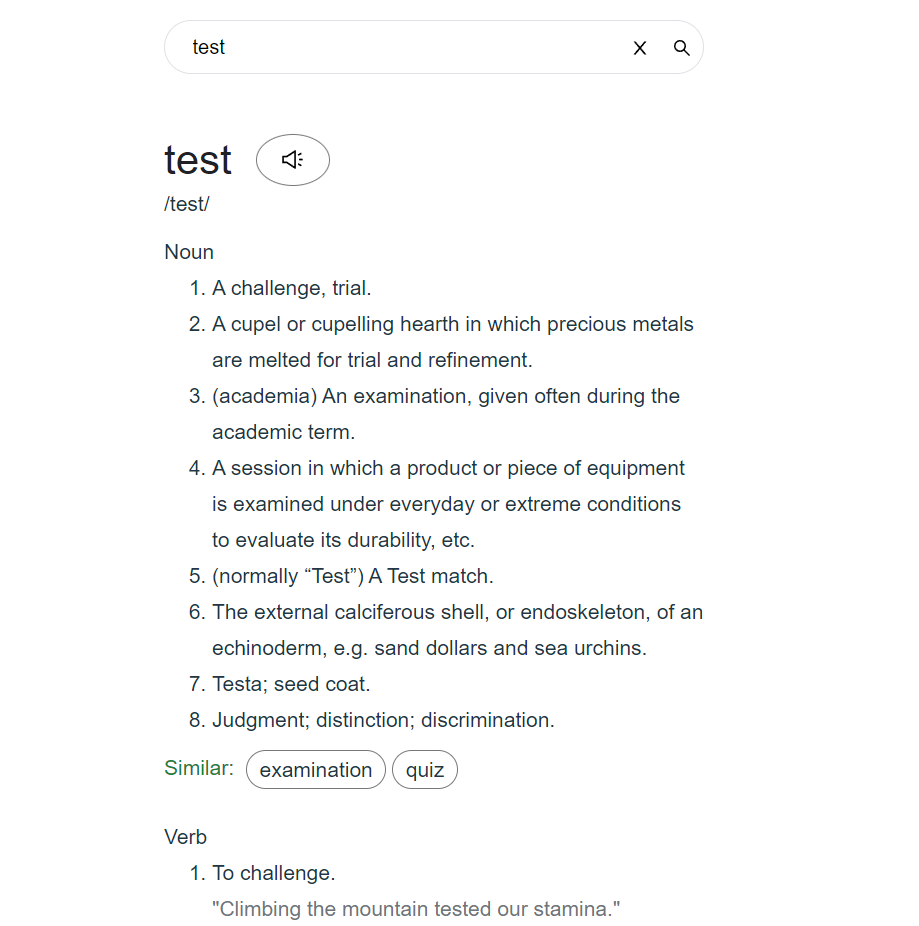 test
test
/test/
Noun
1. A challenge, trial.
2. A cupel or cupelling hearth in which precious metals
are melted for trial and refinement.
3. (academia) An examination, given often during the
academic term.
4. A session in which a product or piece of equipment
is examined under everyday or extreme conditions
to evaluate its durability, etc.
5. (normally “Test”) A Test match.
6. The external calciferous shell, or endoskeleton, of an
echinoderm, e.g. sand dollars and sea urchins.
7. Testa; seed coat.
8. Judgment; distinction; discrimination.
Similar: examination quiz
Verb
1. To challenge.
"Climbing the mountain tested our stamina."